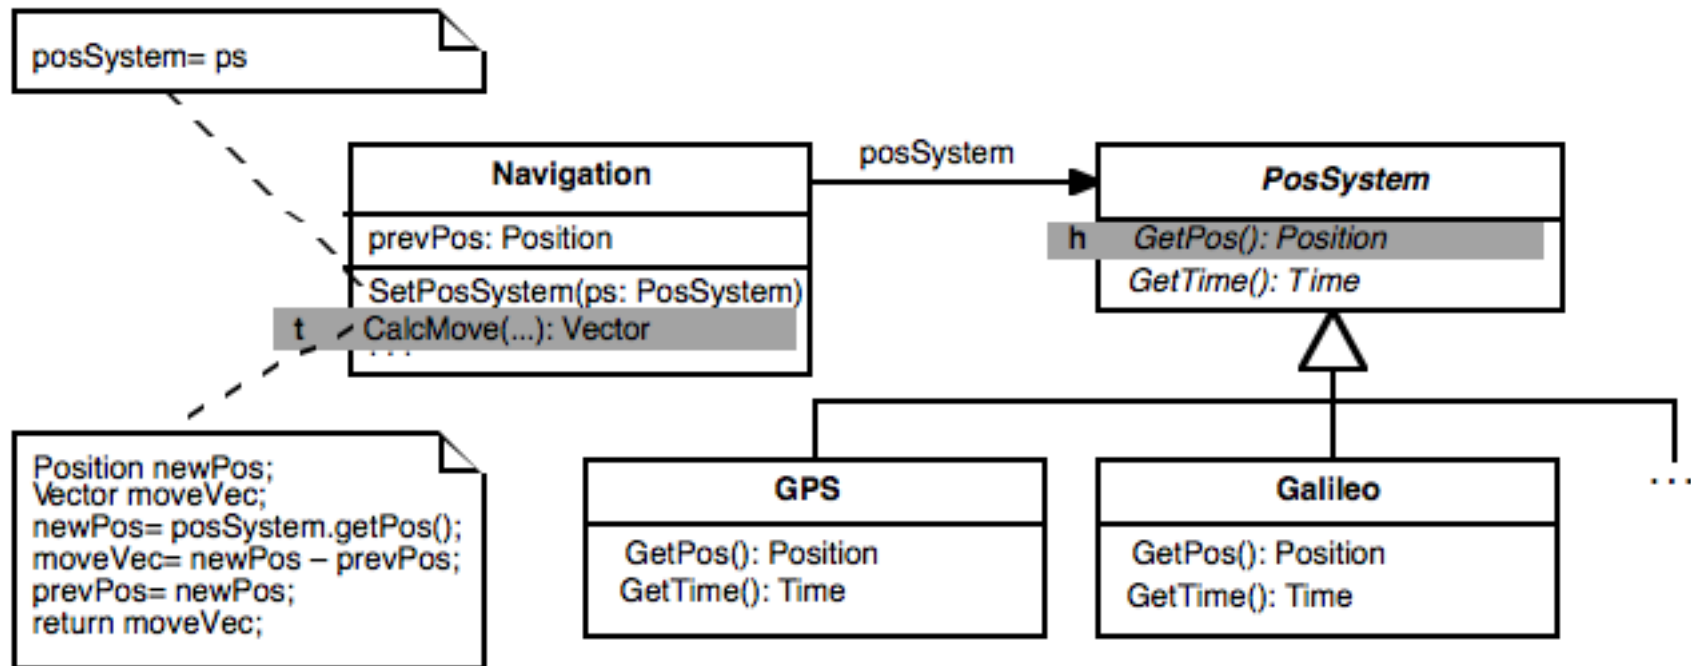 posSystem= ps
Navigation
prevPos: Position
SetPosSystem(ps: PosSystem)
t CalcMove(...): Vector
...
posSystem
PosSystem
h GetPos(): Position
GetTime(): Time
Position newPos;
Vector moveVec;
newPos= posSystem.getPos();
moveVec= newPos – prevPos;
prevPos= newPos;
return moveVec;
GPS
GetPos(): Position
GetTime(): Time
Galileo
GetPos(): Position
GetTime(): Time
...